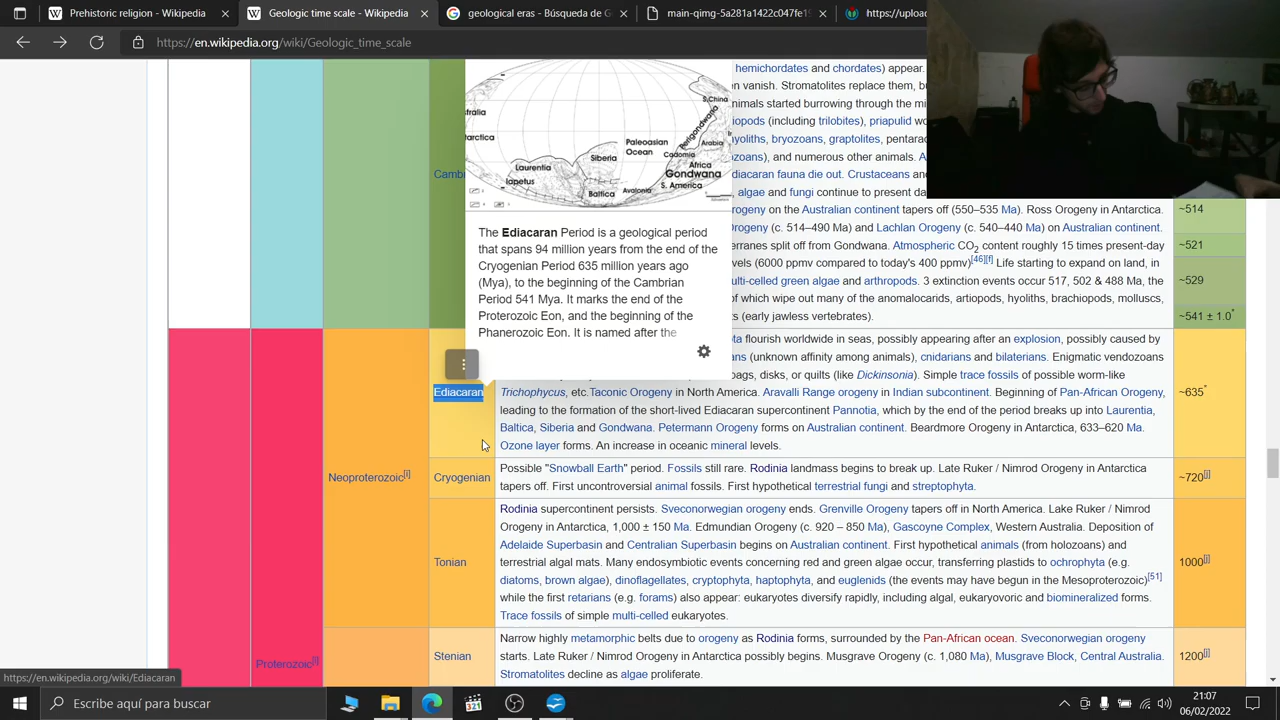 Prehistoric religion - Wikipedia
Geologic time scale - Wikipedia
geological eras - Búsqueda de G
main-qimg-5a281a1422c047fe19
https://upload
https://en.wikipedia.org/wiki/Geologic_time_scale
hemichordates and chordates) appear.
en vanish. Stromatolites replace them, bu
nimals started burrowing through the mi
iopods (including trilobites), priapulid wo
nyoliths, bryozoans, graptolites, pentara
ozoans), and numerous other animals. A
diacaran fauna die out. Crustaceans an
algae and fungi continue to present da
rogeny on the Australian continent tapers off (550–535 Ma). Ross Orogeny in Antarctica.
Orogeny (c. 514–490 Ma) and Lachlan Orogeny (c. 540–440 Ma) on Australian continent.
rranes split off from Gondwana. Atmospheric CO2 content roughly 15 times present-day
vels (6000 ppmv compared to today's 400 ppmv)[46][f] Life starting to expand on land, in
ulti-celled green algae and arthropods. 3 extinction events occur 517, 502 & 488 Ma, the
of which wipe out many of the anomalocarids, artiopods, hyoliths, brachiopods, molluscs,
s (early jawless vertebrates).
~514
~521
~529
~541 ± 1.0*
Camb
S.China
tralia
Perigondwana
tarctica
Paleoasian
Ocean
Arabia
Siberia
Cadomia
Laurentia
Africa
Gondwana
Iapetus
S. America
Avalonia
Baltica
The Ediacaran Period is a geological period
that spans 94 million years from the end of the
Cryogenian Period 635 million years ago
(Mya), to the beginning of the Cambrian
Period 541 Mya. It marks the end of the
Proterozoic Eon, and the beginning of the
Phanerozoic Eon. It is named after the
ta flourish worldwide in seas, possibly appearing after an explosion, possibly caused by
ans (unknown affinity among animals), cnidarians and bilaterians. Enigmatic vendozoans
bags, disks, or quilts (like Dickinsonia). Simple trace fossils of possible worm-like
Ediacaran
Trichophycus, etc.Taconic Orogeny in North America. Aravalli Range orogeny in Indian subcontinent. Beginning of Pan-African Orogeny,
leading to the formation of the short-lived Ediacaran supercontinent Pannotia, which by the end of the period breaks up into Laurentia,
Baltica, Siberia and Gondwana. Petermann Orogeny forms on Australian continent. Beardmore Orogeny in Antarctica, 633–620 Ma.
Ozone layer forms. An increase in oceanic mineral levels.
~635*
Neoproterozoic[i]
Cryogenian
Possible "Snowball Earth" period. Fossils still rare. Rodinia landmass begins to break up. Late Ruker / Nimrod Orogeny in Antarctica
tapers off. First uncontroversial animal fossils. First hypothetical terrestrial fungi and streptophyta.
~720[j]
Tonian
Rodinia supercontinent persists. Sveconorwegian orogeny ends. Grenville Orogeny tapers off in North America. Lake Ruker / Nimrod
Orogeny in Antarctica, 1,000 ± 150 Ma. Edmundian Orogeny (c. 920 – 850 Ma), Gascoyne Complex, Western Australia. Deposition of
Adelaide Superbasin and Centralian Superbasin begins on Australian continent. First hypothetical animals (from holozoans) and
terrestrial algal mats. Many endosymbiotic events concerning red and green algae occur, transferring plastids to ochrophyta (e.g.
diatoms, brown algae), dinoflagellates, cryptophyta, haptophyta, and euglenids (the events may have begun in the Mesoproterozoic)[51]
while the first retarians (e.g. forams) also appear: eukaryotes diversify rapidly, including algal, eukaryovoric and biomineralized forms.
Trace fossils of simple multi-celled eukaryotes.
1000[j]
Proterozoic[l]
Stenian
Narrow highly metamorphic belts due to orogeny as Rodinia forms, surrounded by the Pan-African ocean. Sveconorwegian orogeny
starts. Late Ruker / Nimrod Orogeny in Antarctica possibly begins. Musgrave Orogeny (c. 1,080 Ma), Musgrave Block, Central Australia.
Stromatolites decline as algae proliferate.
1200[j]
https://en.wikipedia.org/wiki/Ediacaran
Escribe aquí para buscar
21:07
06/02/2022